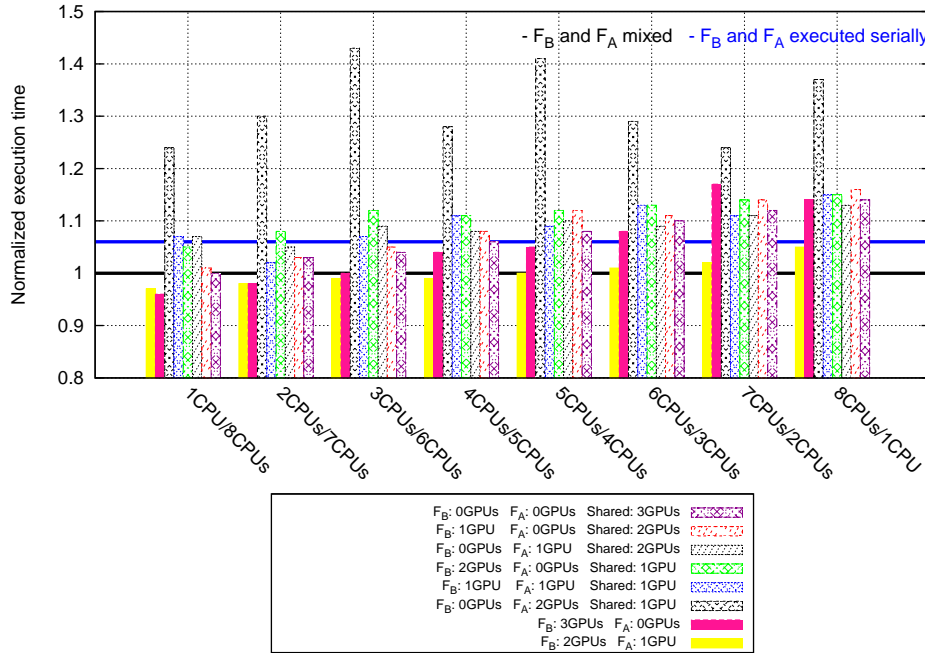 1.5
- F_B and F_A mixed - F_B and F_A executed serially
1.4
1.3
1.2
1.1
1
0.9
0.8
Normalized execution time
1CPU/8CPUs
2CPUs/7CPUs
3CPUs/6CPUs
4CPUs/5CPUs
5CPUs/4CPUs
6CPUs/3CPUs
7CPUs/2CPUs
8CPUs/1CPU
F_B: 0GPUs F_A: 0GPUs Shared: 3GPUs
F_B: 1GPU F_A: 0GPUs Shared: 2GPUs
F_B: 0GPUs F_A: 1GPU Shared: 2GPUs
F_B: 2GPUs F_A: 0GPUs Shared: 1GPU
F_B: 1GPU F_A: 1GPU Shared: 1GPU
F_B: 0GPUs F_A: 2GPUs Shared: 1GPU
F_B: 3GPUs F_A: 0GPUs
F_B: 2GPUs F_A: 1GPU